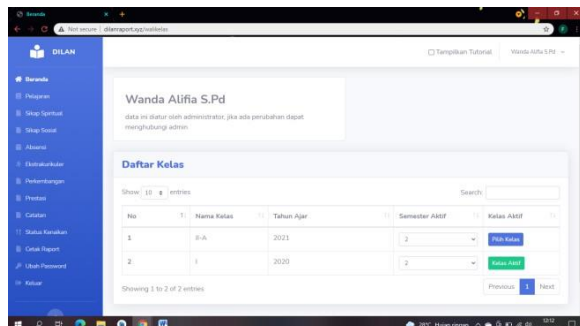 Beranda
Not secure | dilanraport.xyz/walikelas
DILAN
Tampilkan Tutorial
Wanda Alifia S.Pd
Beranda
Pelajaran
Sikap Spiritual
Sikap Sosial
Absensi
Ekstrakurikuler
Perkembangan
Prestasi
Catatan
Status Kenaikan
Cetak Raport
Ubah Password
Keluar
Wanda Alifia S.Pd
data ini diatur oleh administrator, jika ada perubahan dapat
menghubungi admin
Daftar Kelas
Show 10 entries
Search:
No Nama Kelas Tahun Ajar Semester Aktif Kelas Aktif
1 X-A 2021 2 Pilih Kelas
2 I 2020 2 Kelas Aktif
Showing 1 to 2 of 2 entries
Previous 1 Next
28°C Hujan ringan